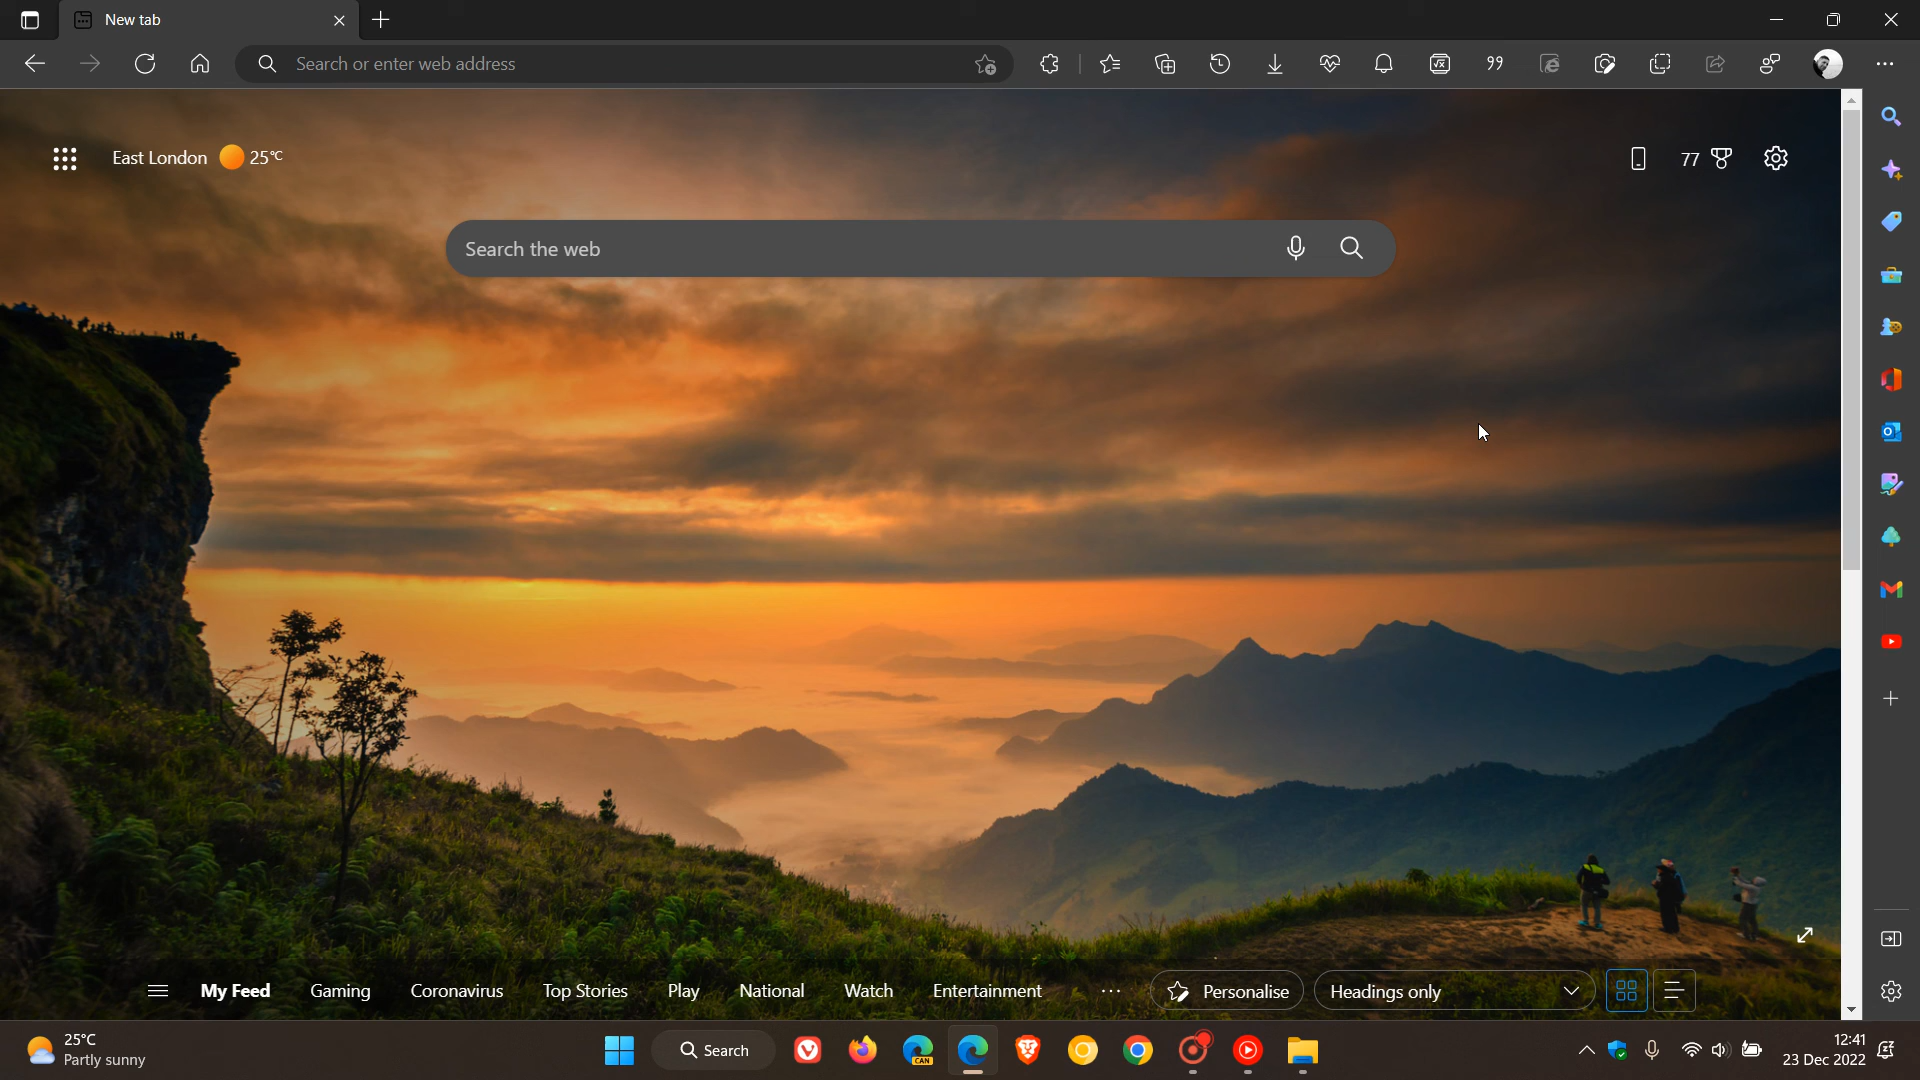 New tab
Search or enter web address
East London 25°C
77
Search the web
My Feed Gaming Coronavirus Top Stories Play National Watch Entertainment ... Personalise Headings only
25°C
Partly sunny
Search
CAN
12:41
23 Dec 2022